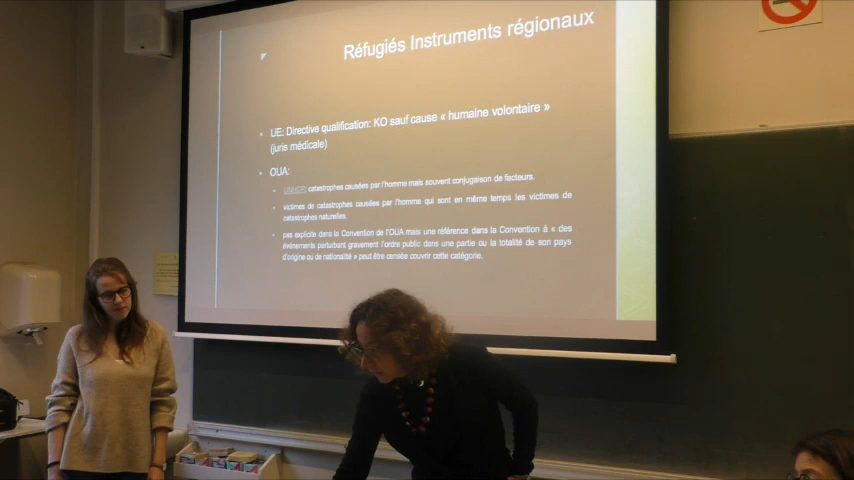 Réfugiés Instruments régionaux
UE: Directive qualification: KO sauf cause « humaine volontaire »
(juris médicale)
OUA:
UNHCR: catastrophes causées par l'homme mais souvent conjugaison de facteurs.
victimes de catastrophes causées par l'homme qui sont en même temps les victimes de
catastrophes naturelles.
pas explicite dans la Convention de l'OUA mais une référence dans la Convention à « des
événements perturbant gravement l'ordre public dans une partie ou la totalité de son pays
d'origine ou de nationalité » peut être censée couvrir cette catégorie.